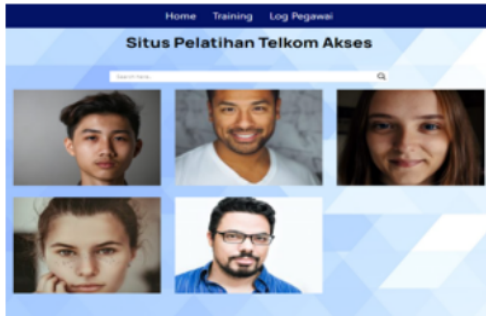 Home Training Log Pegawai
Situs Pelatihan Telkom Akses
Search here..